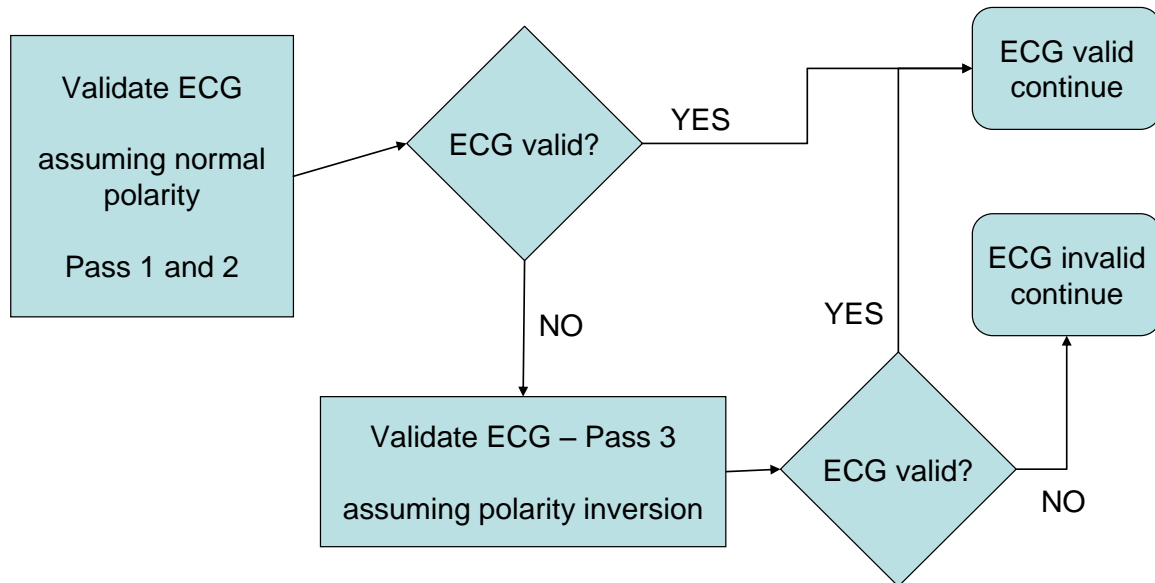 Validate ECG
assuming normal
polarity
Pass 1 and 2
ECG valid?
YES
ECG valid
continue
NO
Validate ECG – Pass 3
assuming polarity inversion
ECG valid?
YES
NO
ECG invalid
continue